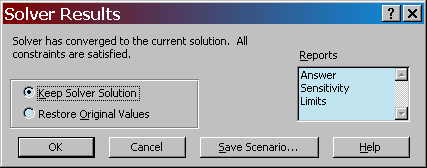 Solver Results
Solver has converged to the current solution. All
constraints are satisfied.
Reports
Answer
Sensitivity
Limits
Keep Solver Solution
Restore Original Values
OK
Cancel
Save Scenario...
Help